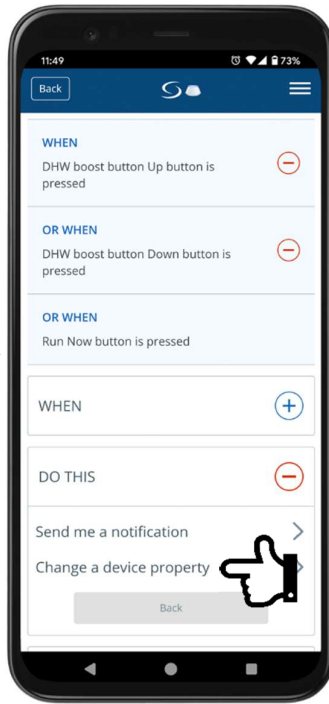 11:49
73%
Back
WHEN
DHW boost button Up button is
pressed
OR WHEN
DHW boost button Down button is
pressed
OR WHEN
Run Now button is pressed
WHEN
DO THIS
Send me a notification
Change a device property
Back